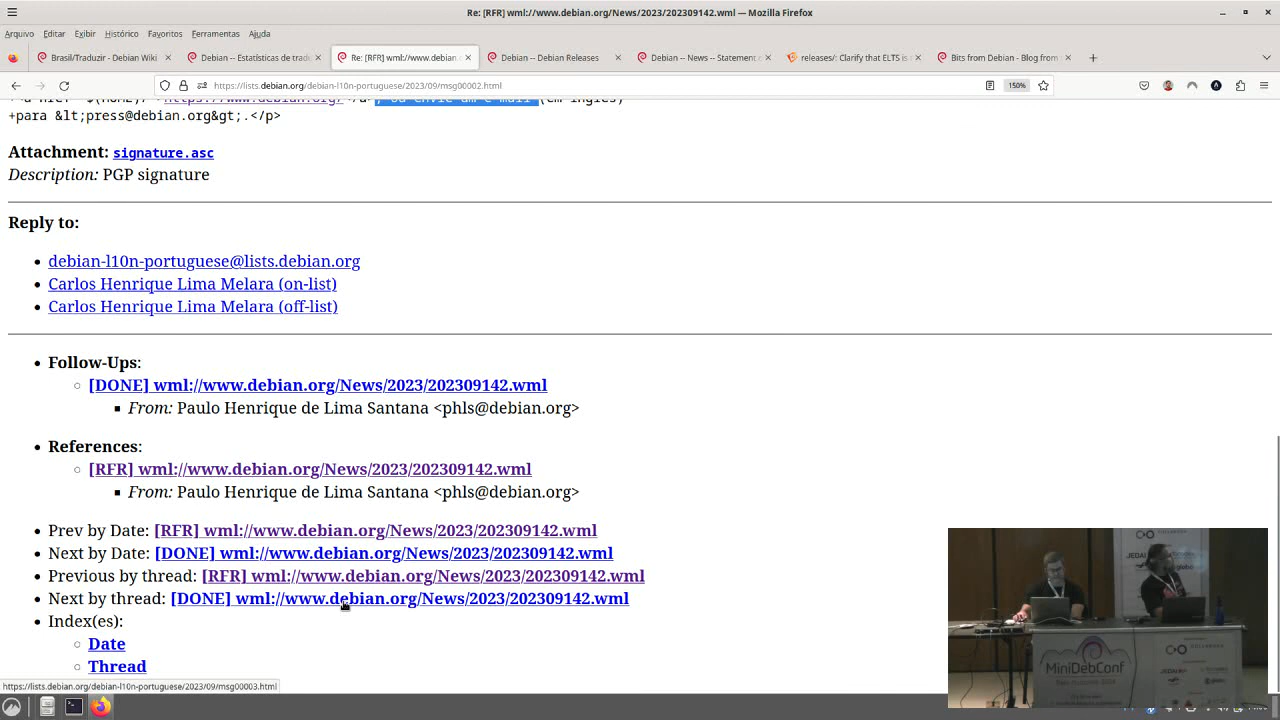 Re: [RFR] wml://www.debian.org/News/2023/202309142.wml — Mozilla Firefox
Arquivo Editar Exibir Histórico Favoritos Ferramentas Ajuda
Brasil/Traduzir - Debian Wiki
Debian -- Estatísticas de trad
Re: [RFR] wml://www.debian.
Debian -- Debian Releases
Debian -- News -- Statement
releases/: Clarify that ELTS is
Bits from Debian - Blog from
https://lists.debian.org/debian-l10n-portuguese/2023/09/msg00002.html
150%
+para &lt;press@debian.org&gt;.</p>
Attachment: signature.asc
Description: PGP signature
Reply to:
debian-l10n-portuguese@lists.debian.org
Carlos Henrique Lima Melara (on-list)
Carlos Henrique Lima Melara (off-list)
Follow-Ups:
[DONE] wml://www.debian.org/News/2023/202309142.wml
From: Paulo Henrique de Lima Santana <phls@debian.org>
References:
[RFR] wml://www.debian.org/News/2023/202309142.wml
From: Paulo Henrique de Lima Santana <phls@debian.org>
Prev by Date: [RFR] wml://www.debian.org/News/2023/202309142.wml
Next by Date: [DONE] wml://www.debian.org/News/2023/202309142.wml
Previous by thread: [RFR] wml://www.debian.org/News/2023/202309142.wml
Next by thread: [DONE] wml://www.debian.org/News/2023/202309142.wml
Index(es):
Date
Thread
https://lists.debian.org/debian-l10n-portuguese/2023/09/msg00003.html
MiniDebConf